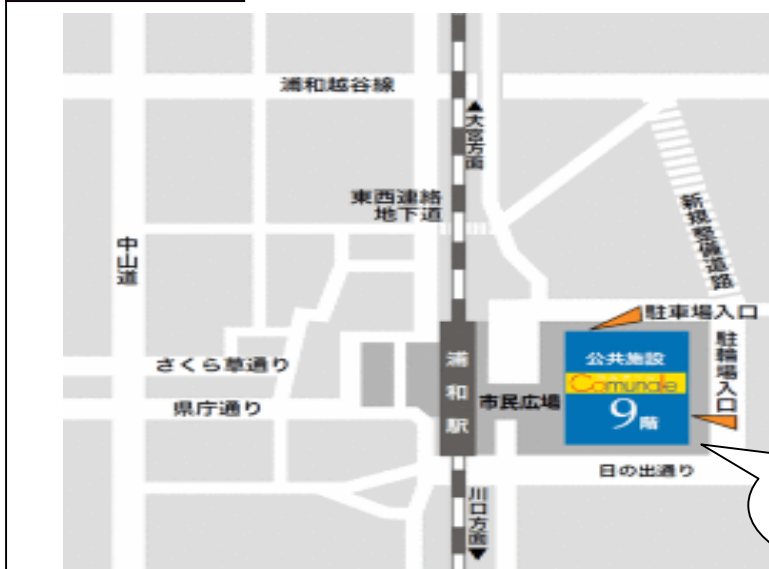 浦和越谷線
▲大宮方面
東西連絡
地下道
新規整備道路
中山道
駐車場入口
さくら草通り
浦和駅
公共施設
Comunale
9階
駐輪場入口
市民広場
県庁通り
日の出通り
川口方面▼